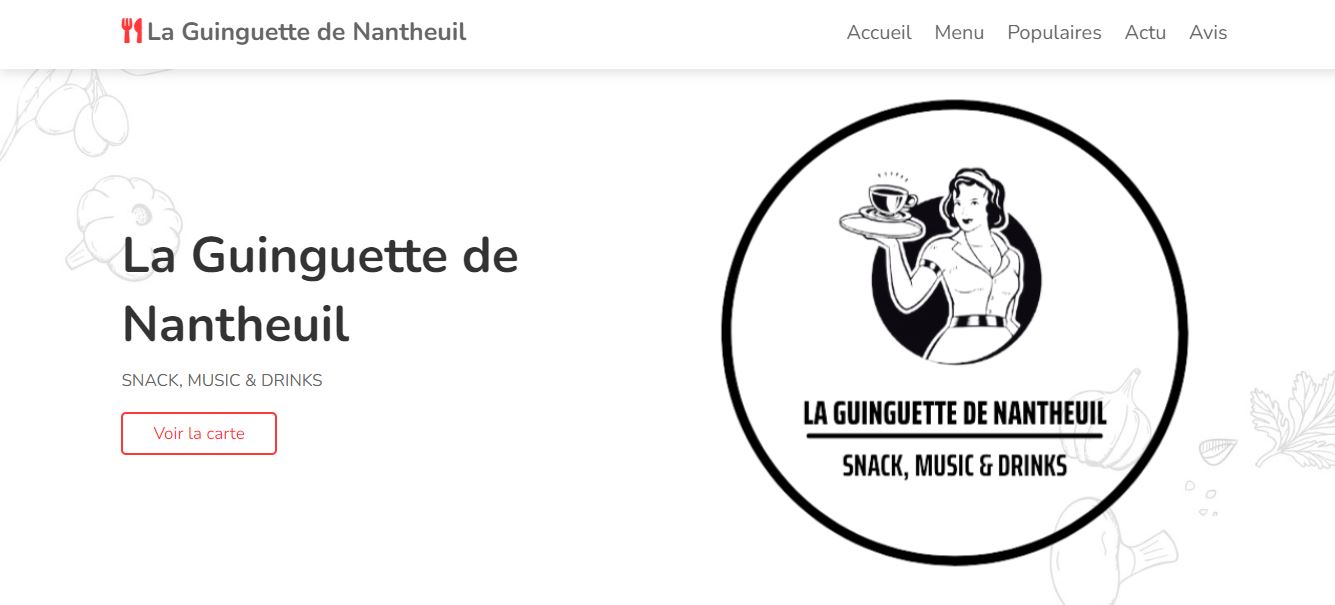 La Guinguette de Nantheuil
Accueil Menu Populaires Actu Avis
La Guinguette de
Nantheuil
SNACK, MUSIC & DRINKS
Voir la carte
LA GUINGUETTE DE NANTHEUIL
SNACK, MUSIC & DRINKS